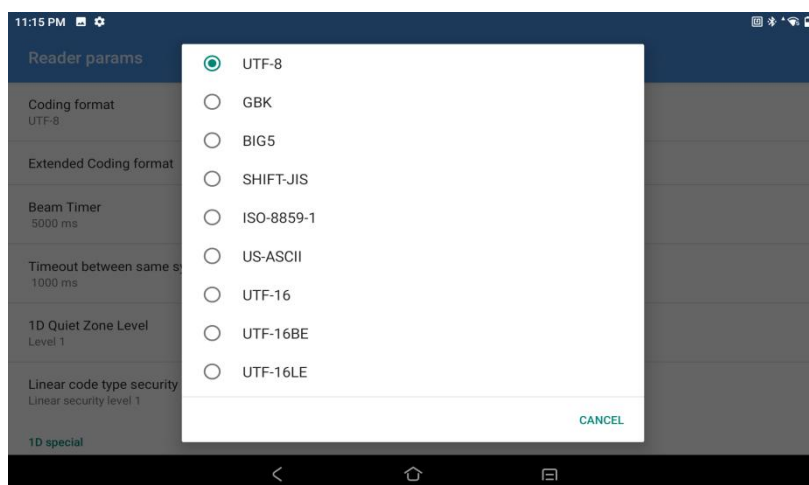 11:15 PM
Reader params
Coding format
UTF-8
Extended Coding format
Beam Timer
5000 ms
Timeout between same sy
1000 ms
1D Quiet Zone Level
Level 1
Linear code type security
Linear security level 1
1D special
UTF-8
GBK
BIG5
SHIFT-JIS
ISO-8859-1
US-ASCII
UTF-16
UTF-16BE
UTF-16LE
CANCEL